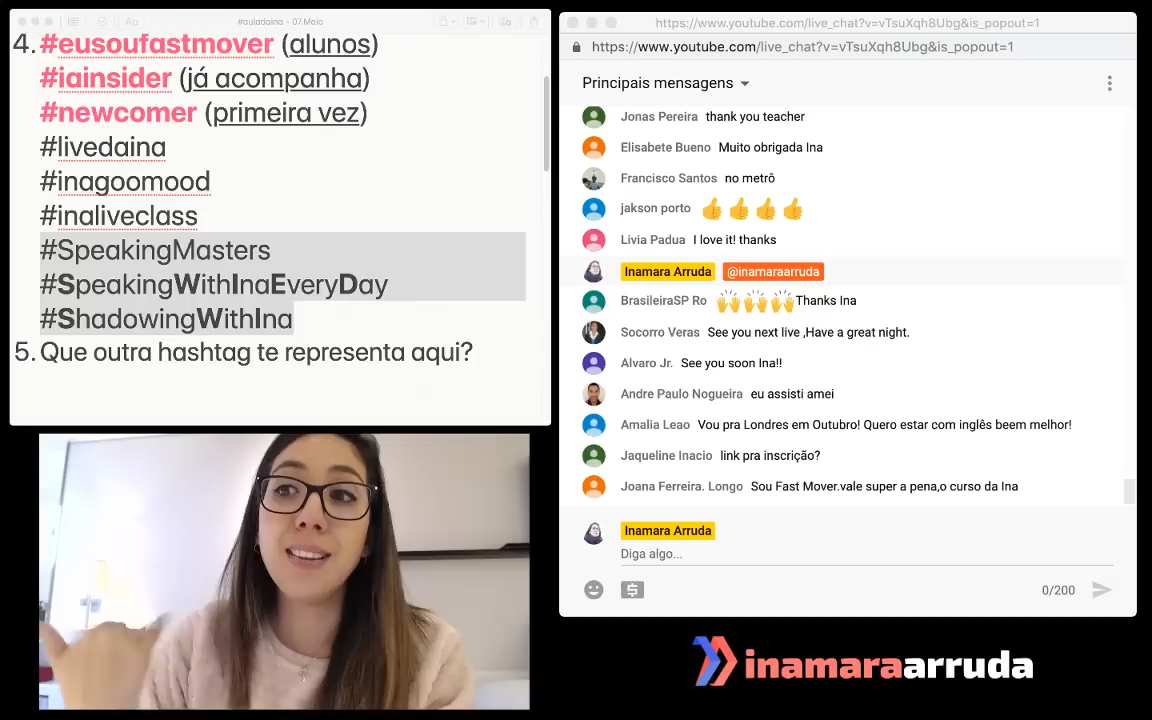 #auladaina - 07.Maio
4. #eusoufastmover (alunos)
#iainsider (já acompanha)
#newcomer (primeira vez)
#livedaina
#inagoomood
#inaliveclass
#SpeakingMasters
#SpeakingWithInaEveryDay
#ShadowingWithIna
5. Que outra hashtag te representa aqui?
https://www.youtube.com/live_chat?v=vTsuXqh8Ubg&is_popout=1
https://www.youtube.com/live_chat?v=vTsuXqh8Ubg&is_popout=1
Principais mensagens
Jonas Pereira thank you teacher
Elisabete Bueno Muito obrigada Ina
Francisco Santos no metrô
jakson porto 👍👍👍👍
Livia Padua I love it! thanks
Inamara Arruda @inamaraarruda
BrasileiraSP Ro 🙌🙌🙌Thanks Ina
Socorro Veras See you next live ,Have a great night.
Alvaro Jr. See you soon Ina!!
Andre Paulo Nogueira eu assisti amei
Amalia Leao Vou pra Londres em Outubro! Quero estar com inglês beem melhor!
Jaqueline Inacio link pra inscrição?
Joana Ferreira. Longo Sou Fast Mover.vale super a pena,o curso da Ina
Inamara Arruda
Diga algo...
0/200
inamaraarruda